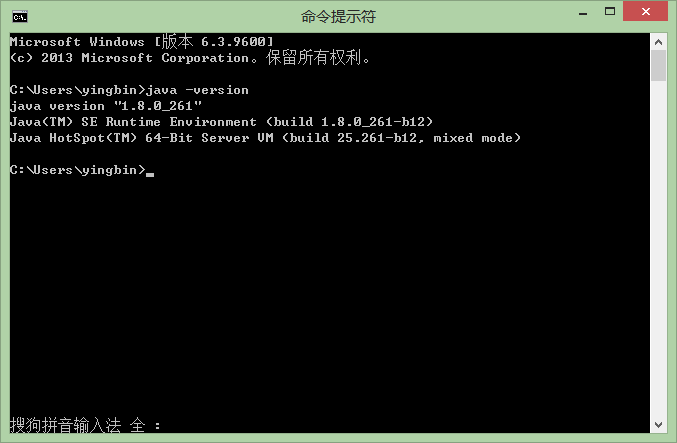 命令提示符
Microsoft Windows [版本 6.3.9600]
(c) 2013 Microsoft Corporation。保留所有权利。
C:\Users\yingbin>java -version
java version "1.8.0_261"
Java(TM) SE Runtime Environment (build 1.8.0_261-b12)
Java HotSpot(TM) 64-Bit Server VM (build 25.261-b12, mixed mode)
C:\Users\yingbin>
搜狗拼音输入法 全 :